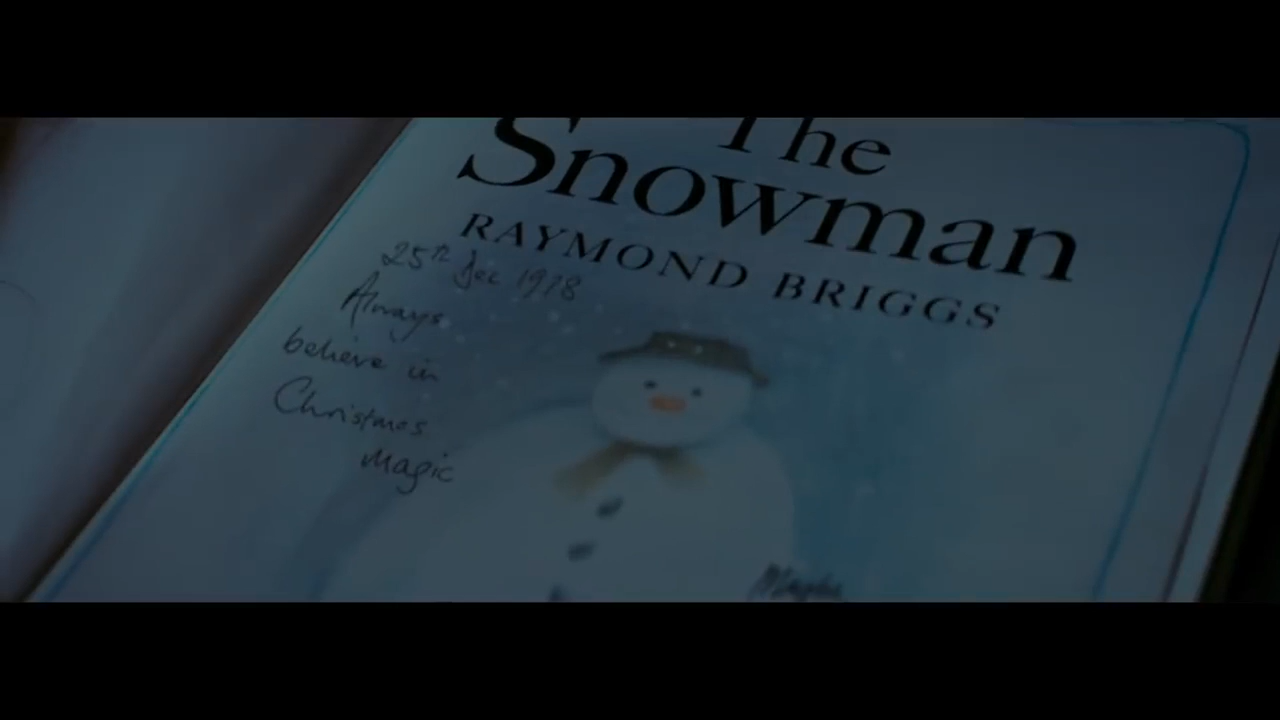 The
Snowman
RAYMOND BRIGGS
25th Dec 1978
Always
believe in
Christmas
Magic